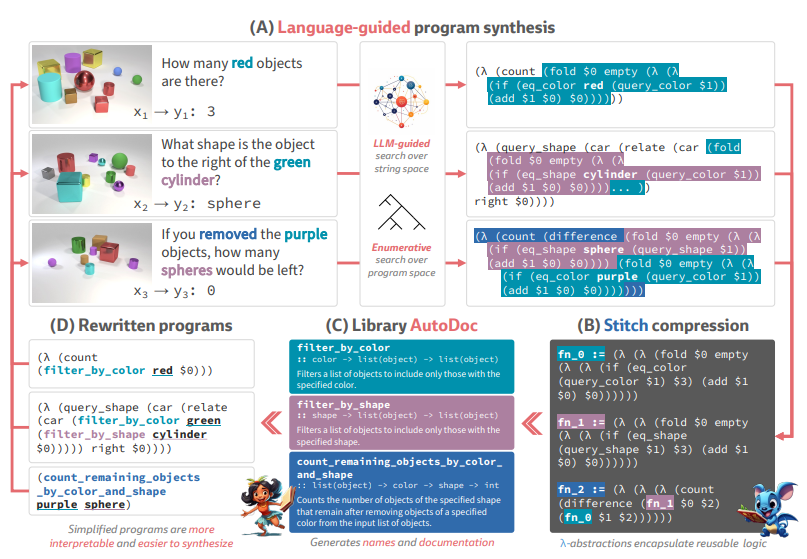 (A) Language-guided program synthesis
How many red objects
are there?
x₁ → y₁: 3
What shape is the object
to the right of the green
cylinder?
x₂ → y₂: sphere
If you removed the purple
objects, how many
spheres would be left?
x₃ → y₃: 0
LLM-guided
search over
string space
Enumerative
search over
program space
(λ (count (fold $0 empty (λ (λ
(if (eq_color red (query_color $1))
(add $1 $0) $0))))))
(λ (query_shape (car (relate (car (fold
(fold $0 empty (λ (λ
(if (eq_shape cylinder (query_color $1))
(add $1 $0) $0))))... )
right $0))))
(λ (count (difference (fold $0 empty (λ (λ
(if (eq_shape sphere (query_shape $1))
(add $1 $0) $0)))) (fold $0 empty (λ (λ
(if (eq_color purple (query_color $1))
(add $1 $0) $0)))))))
(D) Rewritten programs
(λ (count
(filter_by_color red $0)))
(λ (query_shape (car (relate
(car (filter_by_color green
(filter_by_shape cylinder
$0))))) right $0))))
(count_remaining_objects
_by_color_and_shape
purple sphere)
Simplified programs are more
interpretable and easier to synthesize
(C) Library AutoDoc
filter_by_color
:: color -> list(object) -> list(object)
Filters a list of objects to include only those with the
specified color.
filter_by_shape
:: shape -> list(object) -> list(object)
Filters a list of objects to include only those with the
specified shape.
count_remaining_objects_by_color_
and_shape
:: list(object) -> color -> shape -> int
Counts the number of objects of the specified shape
that remain after removing objects of a specified
color from the input list of objects.
Generates names and documentation
(B) Stitch compression
fn_0 := (λ (λ (fold $0 empty
(λ (λ (if (eq_color
(query_color $1) $3) (add $1
$0) $0))))))
fn_1 := (λ (λ (fold $0 empty
(λ (λ (if (eq_shape
(query_shape $1) $3) (add $1
$0) $0))))))
fn_2 := (λ (λ (λ (count
(difference (fn_1 $0 $2)
(fn_0 $1 $2))))))
λ-abstractions encapsulate reusable logic